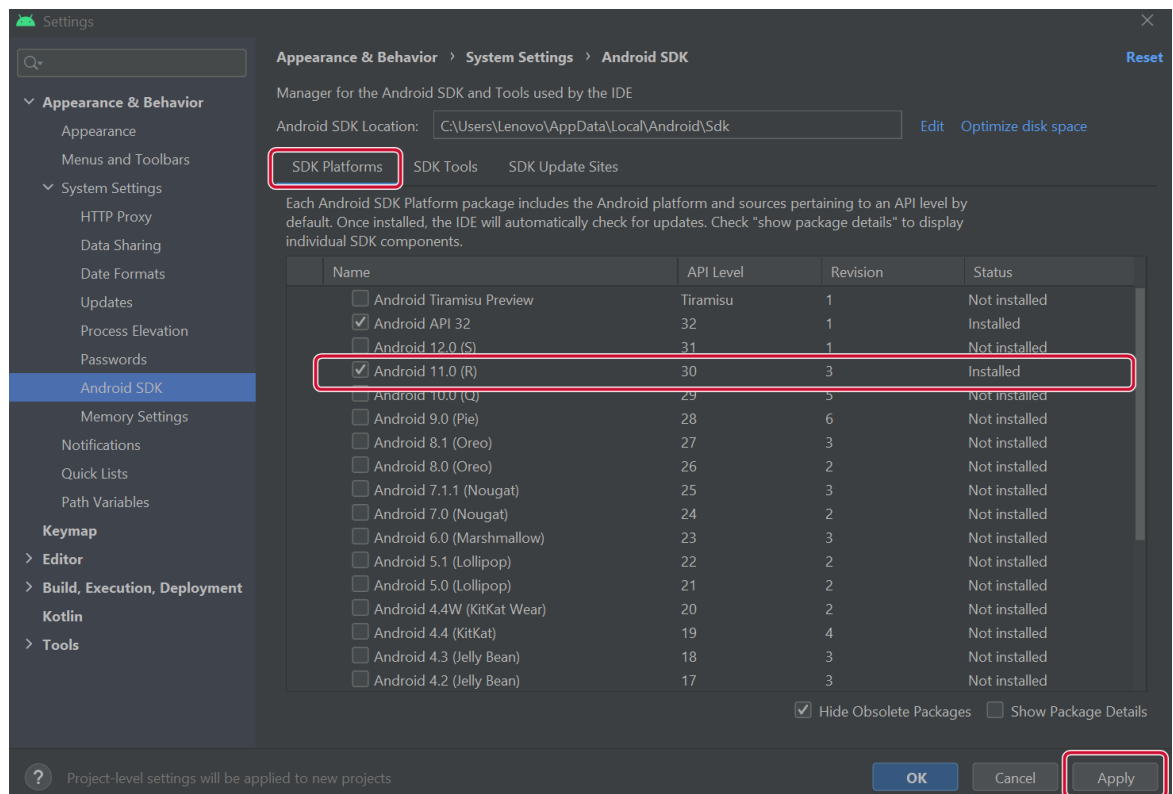 Settings
Appearance & Behavior
Appearance
Menus and Toolbars
System Settings
HTTP Proxy
Data Sharing
Date Formats
Updates
Process Elevation
Passwords
Android SDK
Memory Settings
Notifications
Quick Lists
Path Variables
Keymap
Editor
Build, Execution, Deployment
Kotlin
Tools
Appearance & Behavior › System Settings › Android SDK Reset
Manager for the Android SDK and Tools used by the IDE
Android SDK Location: C:\Users\Lenovo\AppData\Local\Android\Sdk Edit Optimize disk space
SDK Platforms SDK Tools SDK Update Sites
Each Android SDK Platform package includes the Android platform and sources pertaining to an API level by
default. Once installed, the IDE will automatically check for updates. Check "show package details" to display
individual SDK components.
Name API Level Revision Status
Android Tiramisu Preview Tiramisu 1 Not installed
Android API 32 32 1 Installed
Android 12.0 (S) 31 1 Not installed
Android 11.0 (R) 30 3 Installed
Android 10.0 (Q) 29 5 Not installed
Android 9.0 (Pie) 28 6 Not installed
Android 8.1 (Oreo) 27 3 Not installed
Android 8.0 (Oreo) 26 2 Not installed
Android 7.1.1 (Nougat) 25 3 Not installed
Android 7.0 (Nougat) 24 2 Not installed
Android 6.0 (Marshmallow) 23 3 Not installed
Android 5.1 (Lollipop) 22 2 Not installed
Android 5.0 (Lollipop) 21 2 Not installed
Android 4.4W (KitKat Wear) 20 2 Not installed
Android 4.4 (KitKat) 19 4 Not installed
Android 4.3 (Jelly Bean) 18 3 Not installed
Android 4.2 (Jelly Bean) 17 3 Not installed
Hide Obsolete Packages Show Package Details
? Project-level settings will be applied to new projects
OK Cancel Apply